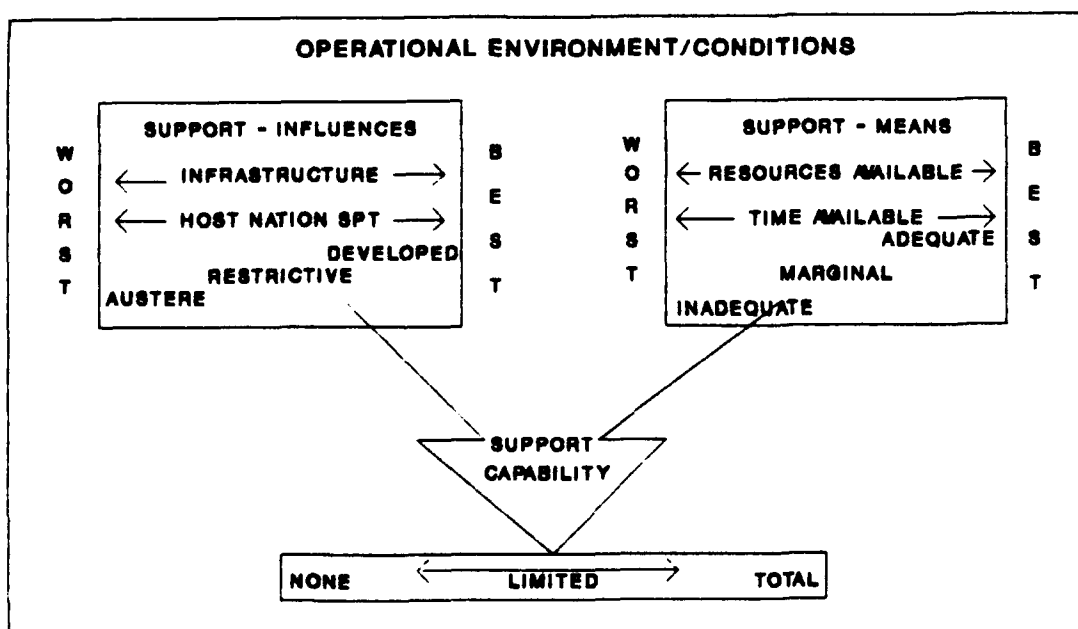 OPERATIONAL ENVIRONMENT/CONDITIONS
WORST
SUPPORT - INFLUENCES
INFRASTRUCTURE
HOST NATION SPT
DEVELOPED
RESTRICTIVE
AUSTERE
BEST
WORST
SUPPORT - MEANS
RESOURCES AVAILABLE
TIME AVAILABLE
ADEQUATE
MARGINAL
INADEQUATE
BEST
SUPPORT
CAPABILITY
NONE LIMITED TOTAL